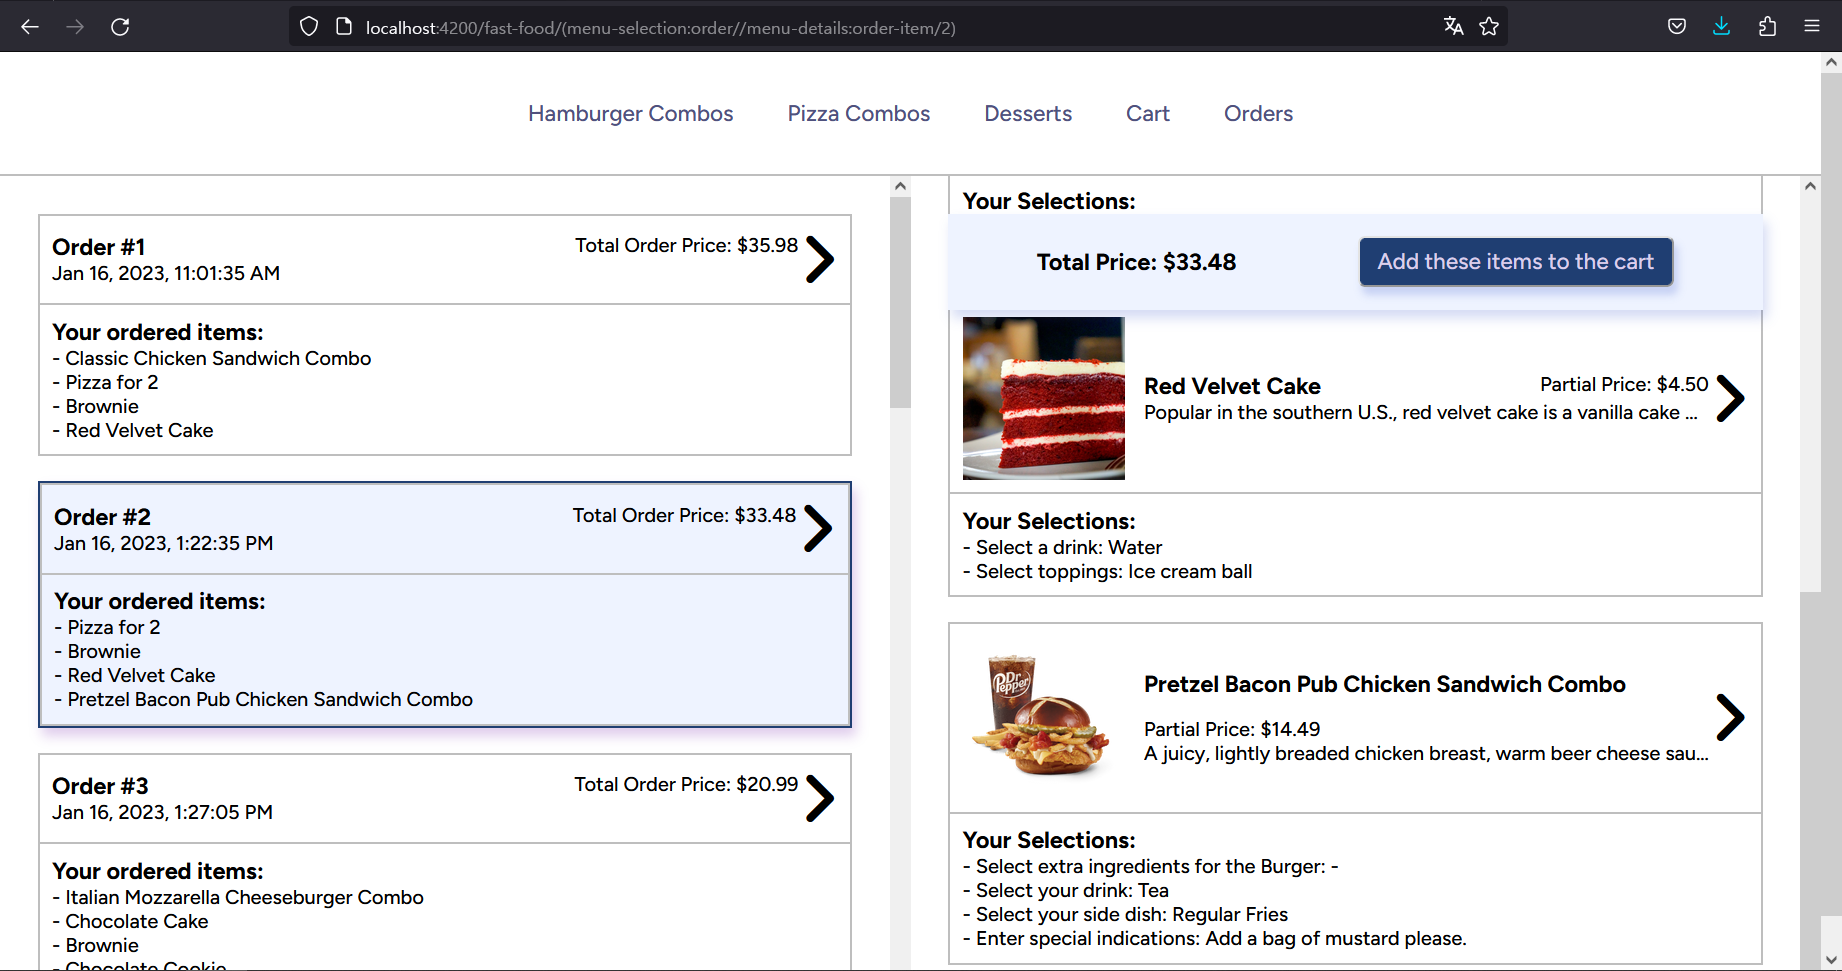 localhost:4200/fast-food/(menu-selection:order//menu-details:order-item/2)
Hamburger Combos Pizza Combos Desserts Cart Orders
Order #1
Total Order Price: $35.98
Jan 16, 2023, 11:01:35 AM
Your ordered items:
- Classic Chicken Sandwich Combo
- Pizza for 2
- Brownie
- Red Velvet Cake
Order #2
Total Order Price: $33.48
Jan 16, 2023, 1:22:35 PM
Your ordered items:
- Pizza for 2
- Brownie
- Red Velvet Cake
- Pretzel Bacon Pub Chicken Sandwich Combo
Order #3
Total Order Price: $20.99
Jan 16, 2023, 1:27:05 PM
Your ordered items:
- Italian Mozzarella Cheeseburger Combo
- Chocolate Cake
- Brownie
- Chocolate Cookie
Your Selections:
Total Price: $33.48
Add these items to the cart
Red Velvet Cake
Partial Price: $4.50
Popular in the southern U.S., red velvet cake is a vanilla cake ...
Your Selections:
- Select a drink: Water
- Select toppings: Ice cream ball
Dr Pepper
Pretzel Bacon Pub Chicken Sandwich Combo
Partial Price: $14.49
A juicy, lightly breaded chicken breast, warm beer cheese sau...
Your Selections:
- Select extra ingredients for the Burger: -
- Select your drink: Tea
- Select your side dish: Regular Fries
- Enter special indications: Add a bag of mustard please.